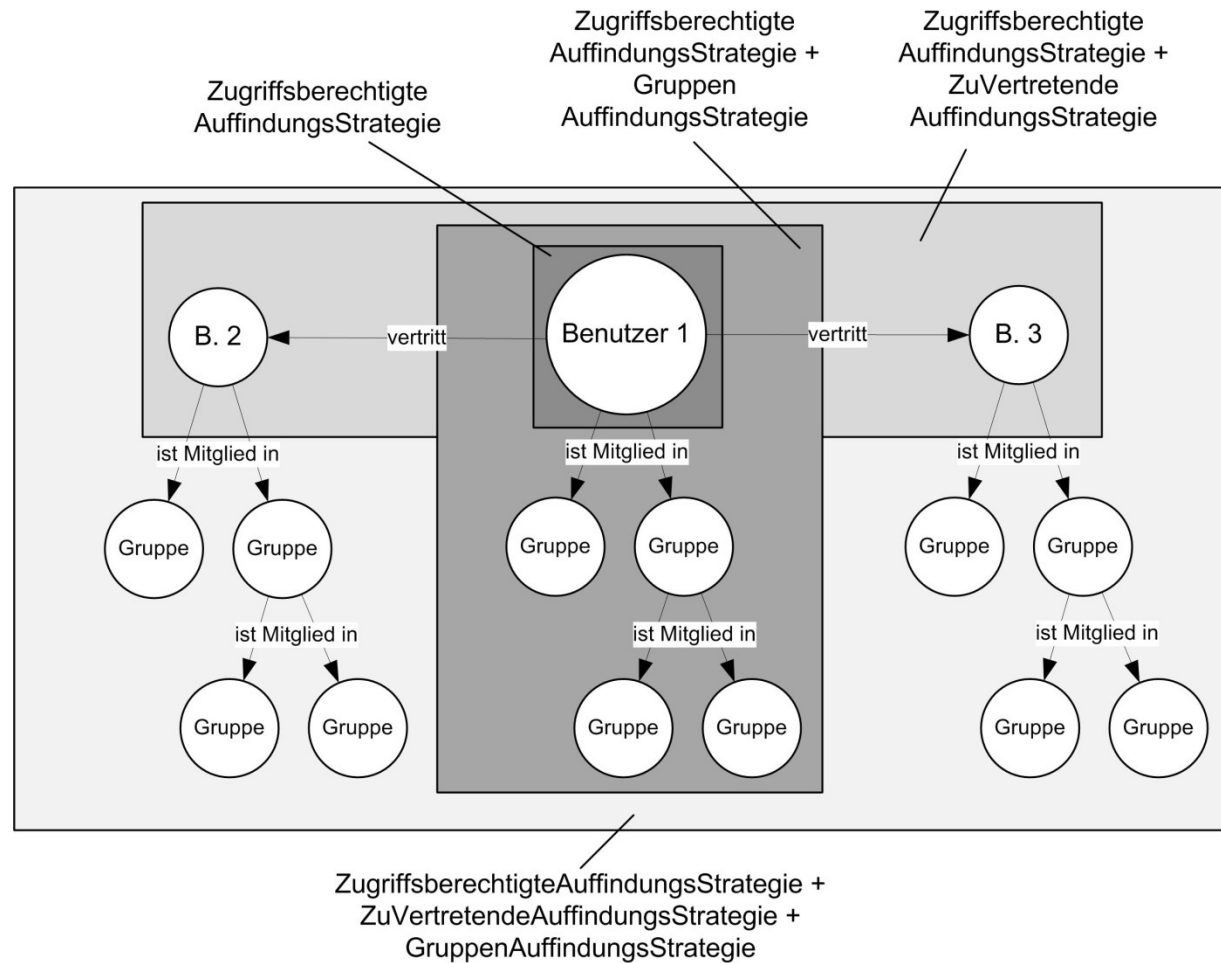 Zugriffsberechtigte
AuffindungsStrategie
Zugriffsberechtigte
AuffindungsStrategie +
Gruppen
AuffindungsStrategie
Zugriffsberechtigte
AuffindungsStrategie +
ZuVertretende
AuffindungsStrategie
B. 2
vertritt
Benutzer 1
vertritt
B. 3
ist Mitglied in
ist Mitglied in
ist Mitglied in
Gruppe
Gruppe
Gruppe
Gruppe
Gruppe
Gruppe
ist Mitglied in
ist Mitglied in
ist Mitglied in
Gruppe
Gruppe
Gruppe
Gruppe
Gruppe
Gruppe
ZugriffsberechtigteAuffindungsStrategie +
ZuVertretendeAuffindungsStrategie +
GruppenAuffindungsStrategie